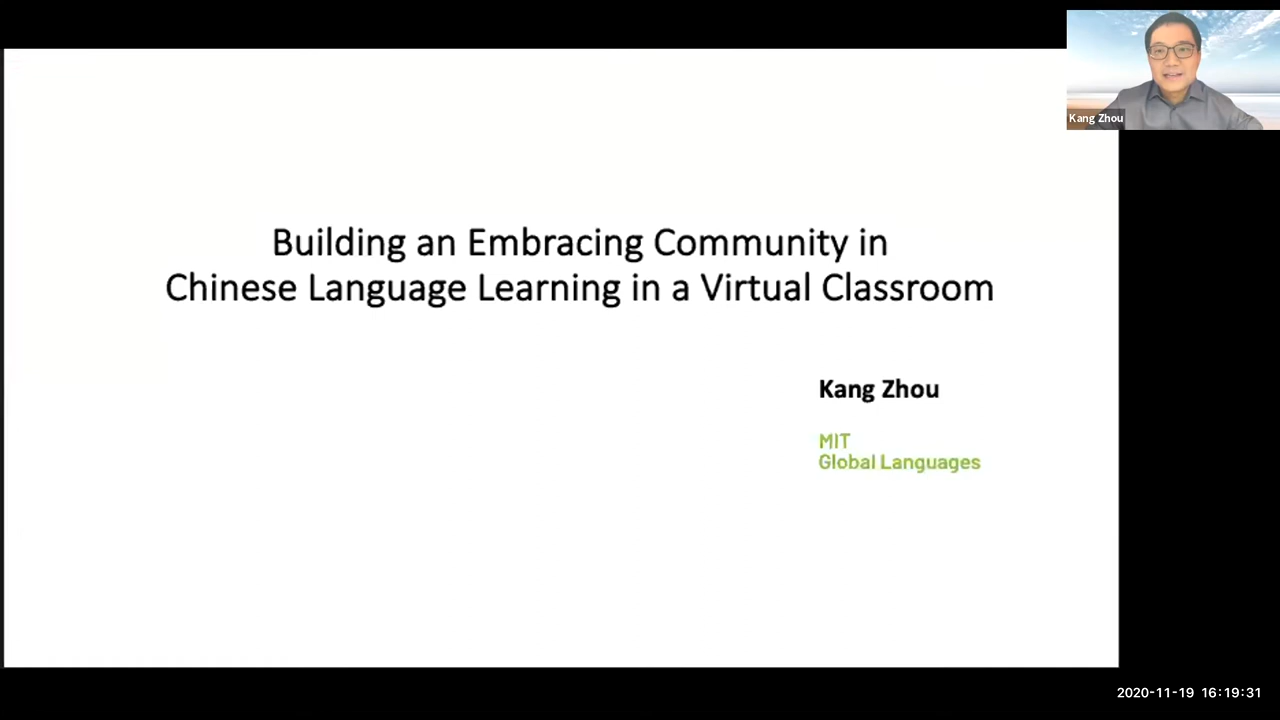 Kang Zhou
Building an Embracing Community in
Chinese Language Learning in a Virtual Classroom
Kang Zhou
MIT
Global Languages
2020-11-19 16:19:31